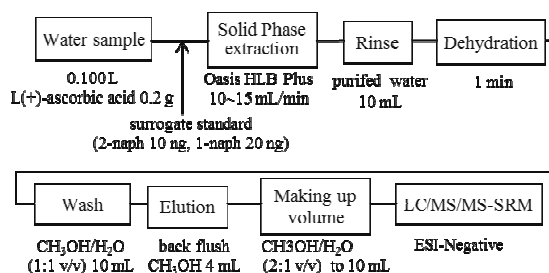 Water sample
Solid Phase
extraction
Rinse
Dehydration
0.100 L
L(+)-ascorbic acid 0.2 g
Oasis HLB Plus
10~15 mL/min
purifed water
10 mL
1 min
surrogate standard
(2-naph 10 ng, 1-naph 20 ng)
Wash
Elution
Making up
volume
LC/MS/MS-SRM
CH₃OH/H₂O
(1:1 v/v) 10 mL
back flush
CH₃OH 4 mL
CH3OH/H₂O
(2:1 v/v) to 10 mL
ESI-Negative